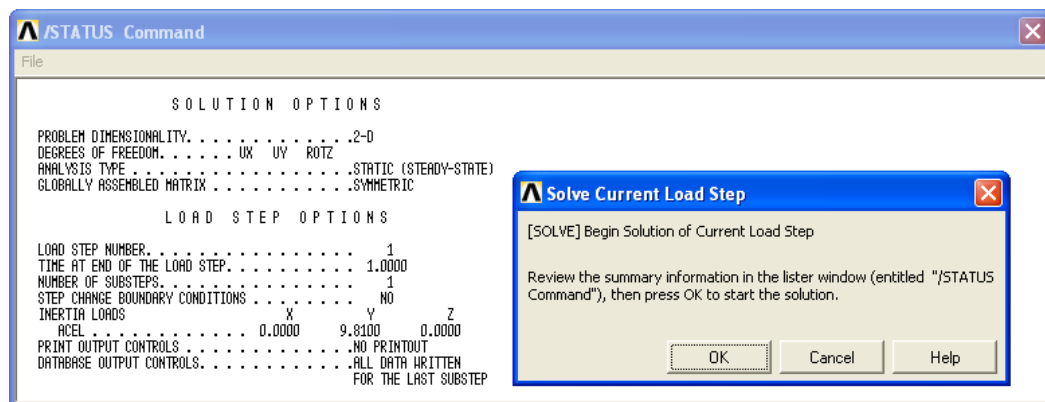 /STATUS Command
File
SOLUTION OPTIONS
PROBLEM DIMENSIONALITY. . . . . . . . . . . . .2-D
DEGREES OF FREEDOM. . . . . . UX UY ROTZ
ANALYSIS TYPE . . . . . . . . . . . . . . . . .STATIC (STEADY-STATE)
GLOBALLY ASSEMBLED MATRIX . . . . . . . . . . .SYMMETRIC
LOAD STEP OPTIONS
LOAD STEP NUMBER. . . . . . . . . . . . . . . . 1
TIME AT END OF THE LOAD STEP. . . . . . . . . . 1.0000
NUMBER OF SUBSTEPS. . . . . . . . . . . . . . . 1
STEP CHANGE BOUNDARY CONDITIONS . . . . . . . . NO
INERTIA LOADS X Y Z
ACEL . . . . . . . . . . . . 0.0000 9.8100 0.0000
PRINT OUTPUT CONTROLS . . . . . . . . . . . . .NO PRINTOUT
DATABASE OUTPUT CONTROLS. . . . . . . . . . . .ALL DATA WRITTEN
FOR THE LAST SUBSTEP
Solve Current Load Step
[SOLVE] Begin Solution of Current Load Step
Review the summary information in the lister window (entitled "/STATUS
Command"), then press OK to start the solution.
OK Cancel Help